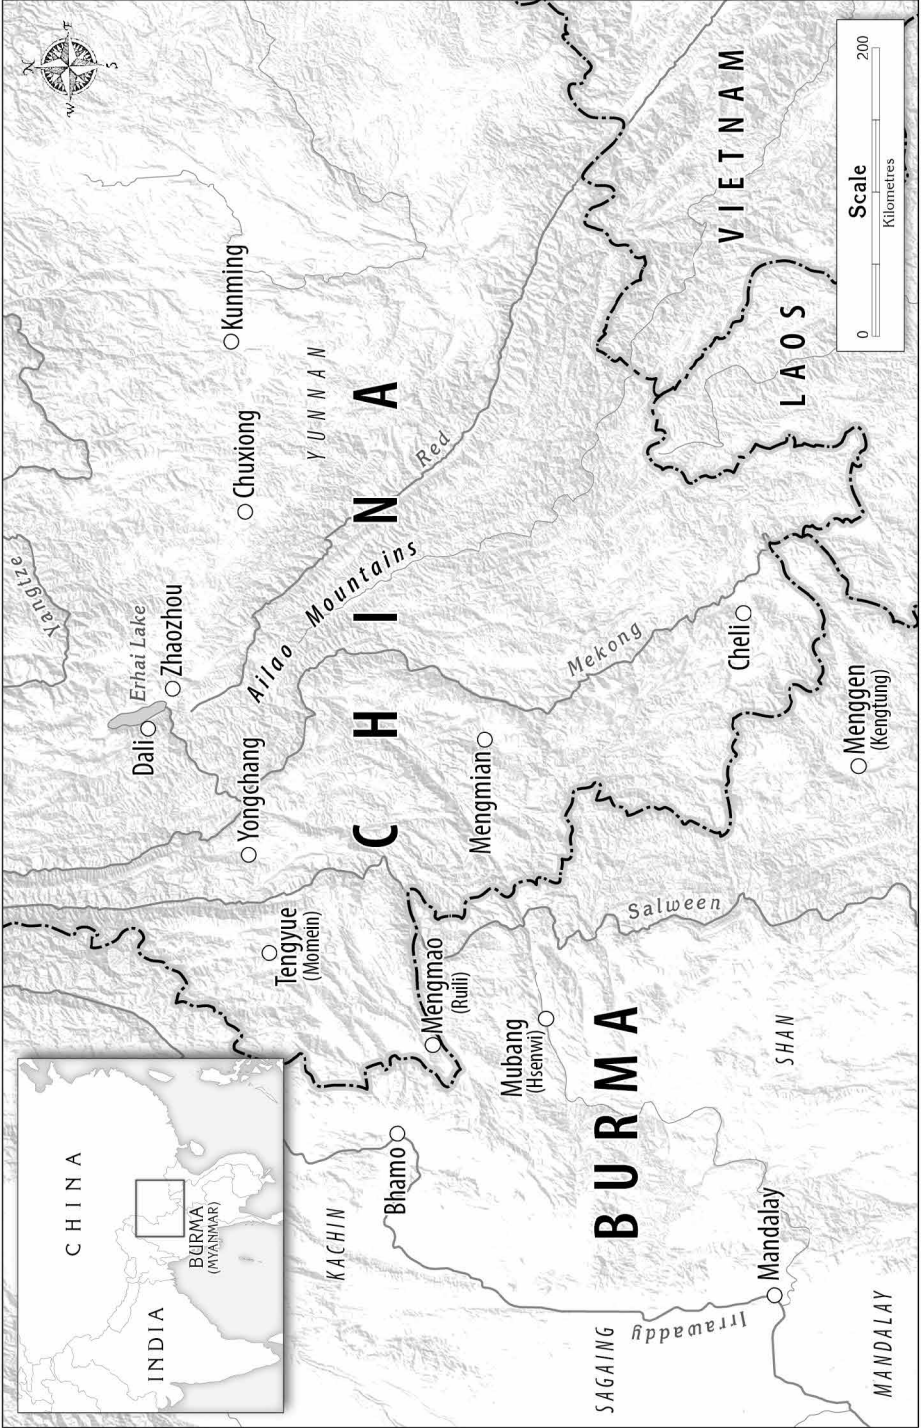 CHINA
INDIA
BURMA
(MYANMAR)
KACHIN
SAGAING
MANDALAY
Irrawaddy
Mandalay
Bhamo
BURMA
SHAN
Mubang
(Hsenwi)
Mengmao
(Ruili)
Tengyue
(Momein)
Salween
Yongchang
Mengmian
Menggen
(Kengtung)
Cheli
Mekong
Dali
Erhai Lake
Zhaozhou
Yangtze
Ailao Mountains
CHINA
Chuxiong
YUNNAN
Kunming
Red
LAOS
VIETNAM
N
E
S
W
Scale
0
200
Kilometres